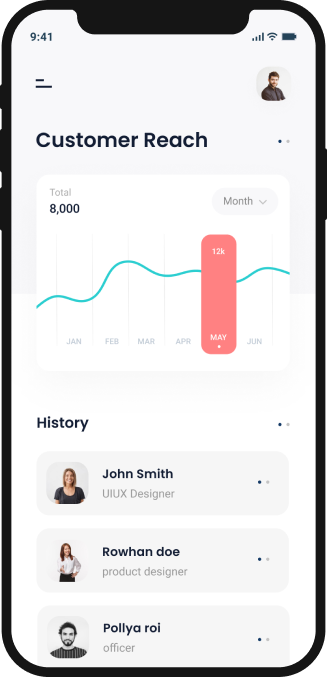 9:41
Customer Reach
Total
8,000
Month
12k
JAN FEB MAR APR MAY JUN
History
John Smith
UIUX Designer
Rowhan doe
product designer
Pollya roi
officer